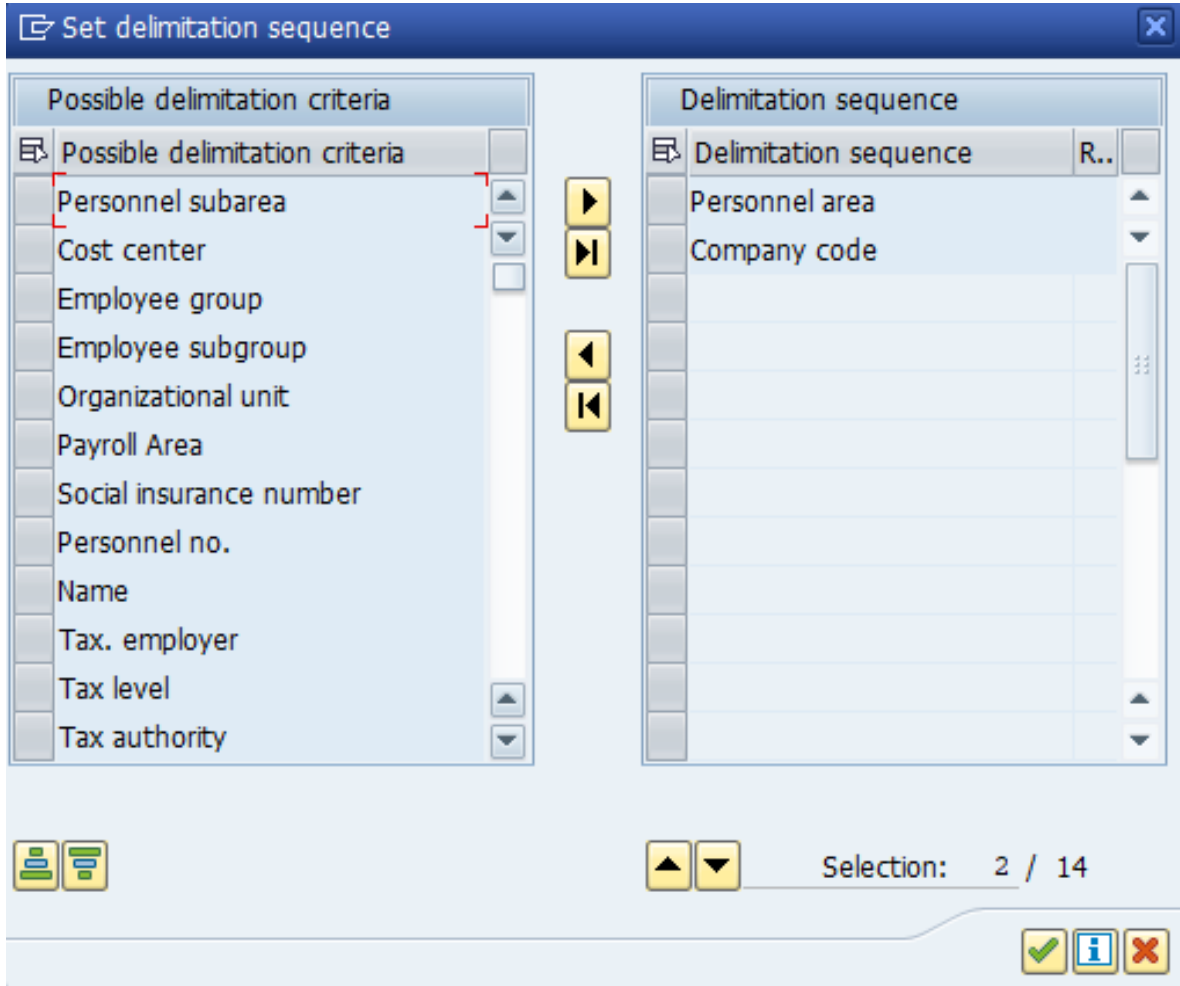 Set delimitation sequence
Possible delimitation criteria
Possible delimitation criteria
Personnel subarea
Cost center
Employee group
Employee subgroup
Organizational unit
Payroll Area
Social insurance number
Personnel no.
Name
Tax. employer
Tax level
Tax authority
Delimitation sequence
Delimitation sequence R..
Personnel area
Company code
Selection: 2 / 14